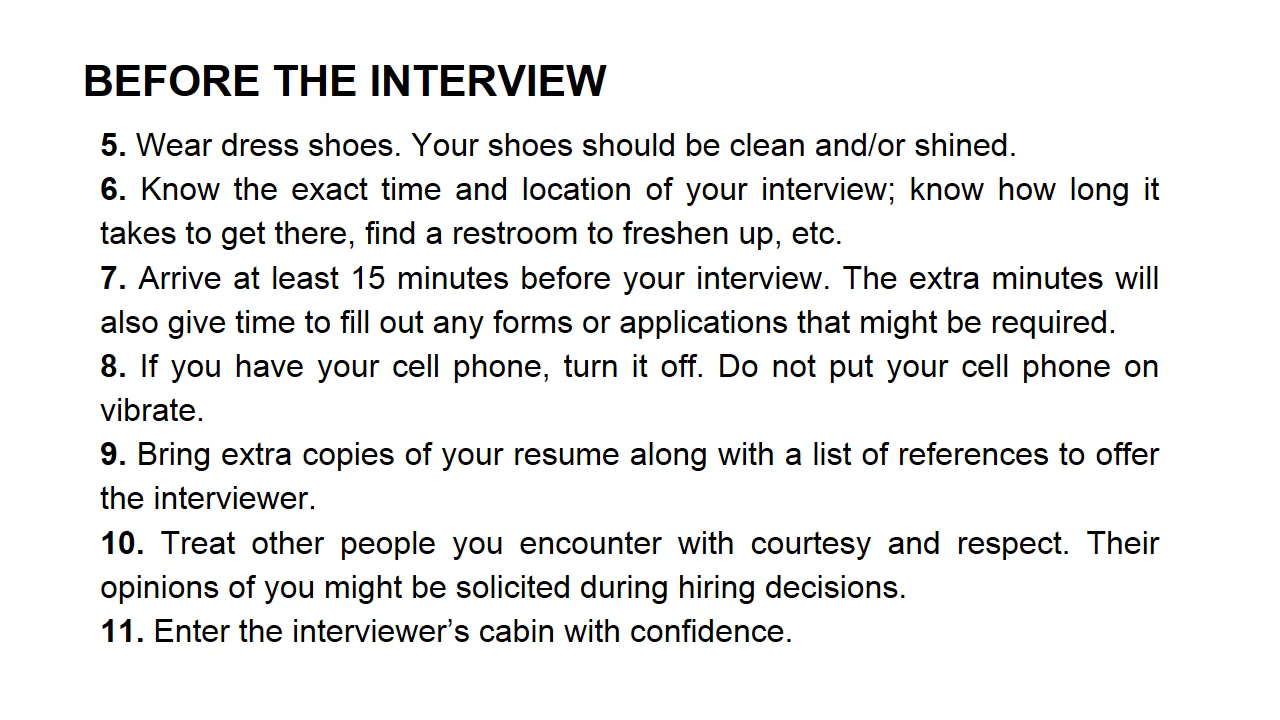 BEFORE THE INTERVIEW
5. Wear dress shoes. Your shoes should be clean and/or shined.
6. Know the exact time and location of your interview; know how long it
takes to get there, find a restroom to freshen up, etc.
7. Arrive at least 15 minutes before your interview. The extra minutes will
also give time to fill out any forms or applications that might be required.
8. If you have your cell phone, turn it off. Do not put your cell phone on
vibrate.
9. Bring extra copies of your resume along with a list of references to offer
the interviewer.
10. Treat other people you encounter with courtesy and respect. Their
opinions of you might be solicited during hiring decisions.
11. Enter the interviewer’s cabin with confidence.